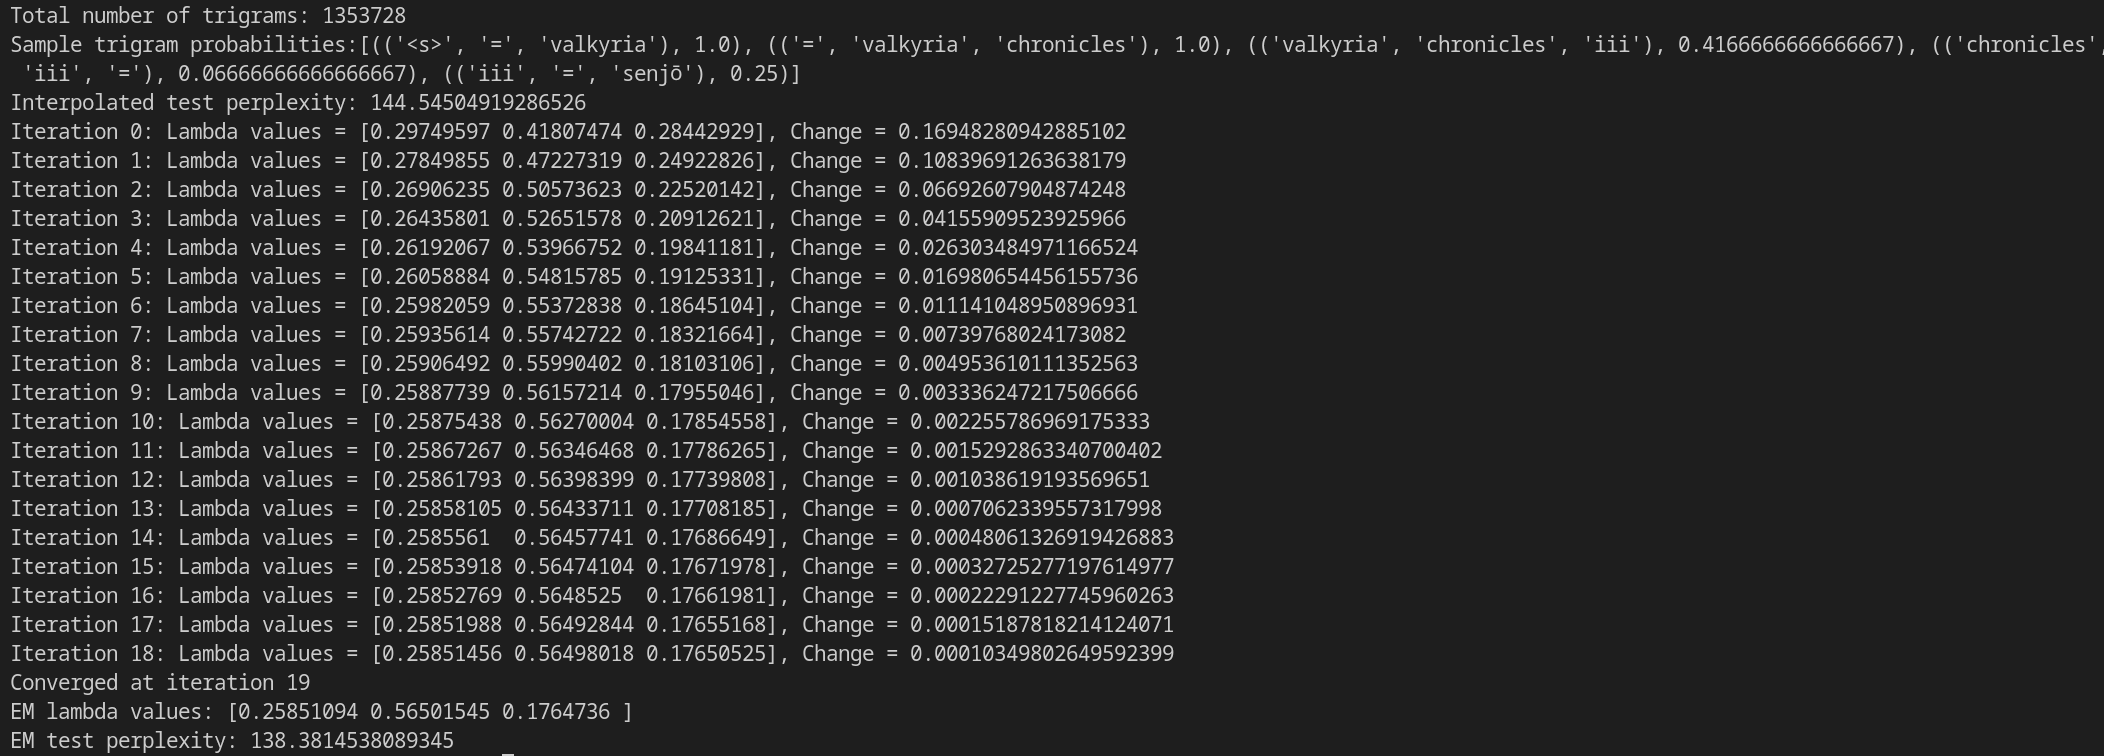 Total number of trigrams: 1353728
Sample trigram probabilities:[(('<s>', '=', 'valkyria'), 1.0), (('=', 'valkyria', 'chronicles'), 1.0), (('valkyria', 'chronicles', 'iii'), 0.4166666666666667), (('chronicles',
'iii', '='), 0.06666666666666667), (('iii', '=', 'senjō'), 0.25)]
Interpolated test perplexity: 144.54504919286526
Iteration 0: Lambda values = [0.29749597 0.41807474 0.28442929], Change = 0.16948280942885102
Iteration 1: Lambda values = [0.27849855 0.47227319 0.24922826], Change = 0.10839691263638179
Iteration 2: Lambda values = [0.26906235 0.50573623 0.22520142], Change = 0.06692607904874248
Iteration 3: Lambda values = [0.26435801 0.52651578 0.20912621], Change = 0.04155909523925966
Iteration 4: Lambda values = [0.26192067 0.53966752 0.19841181], Change = 0.026303484971166524
Iteration 5: Lambda values = [0.26058884 0.54815785 0.19125331], Change = 0.016980654456155736
Iteration 6: Lambda values = [0.25982059 0.55372838 0.18645104], Change = 0.011141048950896931
Iteration 7: Lambda values = [0.25935614 0.55742722 0.18321664], Change = 0.00739768024173082
Iteration 8: Lambda values = [0.25906492 0.55990402 0.18103106], Change = 0.004953610111352563
Iteration 9: Lambda values = [0.25887739 0.56157214 0.17955046], Change = 0.003336247217506666
Iteration 10: Lambda values = [0.25875438 0.56270004 0.17854558], Change = 0.002255786969175333
Iteration 11: Lambda values = [0.25867267 0.56346468 0.17786265], Change = 0.0015292863340700402
Iteration 12: Lambda values = [0.25861793 0.56398399 0.17739808], Change = 0.001038619193569651
Iteration 13: Lambda values = [0.25858105 0.56433711 0.17708185], Change = 0.0007062339557317998
Iteration 14: Lambda values = [0.2585561  0.56457741 0.17686649], Change = 0.00048061326919426883
Iteration 15: Lambda values = [0.25853918 0.56474104 0.17671978], Change = 0.00032725277197614977
Iteration 16: Lambda values = [0.25852769 0.5648525  0.17661981], Change = 0.0002229122774596­0263
Iteration 17: Lambda values = [0.25851988 0.56492844 0.17655168], Change = 0.00015187818214124071
Iteration 18: Lambda values = [0.25851456 0.56498018 0.17650525], Change = 0.00010349802649592399
Converged at iteration 19
EM lambda values: [0.25851094 0.56501545 0.1764736 ]
EM test perplexity: 138.3814538089345